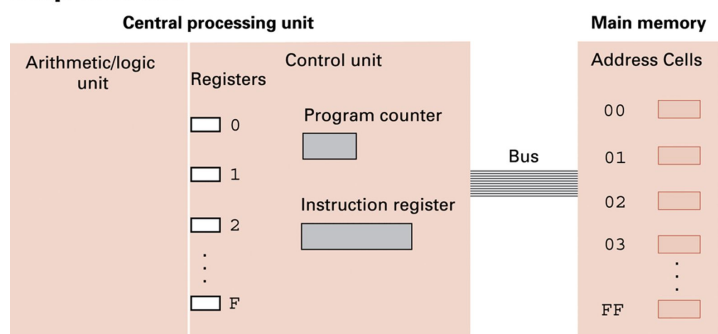 Central processing unit
Main memory
Arithmetic/logic
unit
Control unit
Registers
Address Cells
Program counter
0
00
Bus
01
1
Instruction register
02
2
03
F
FF